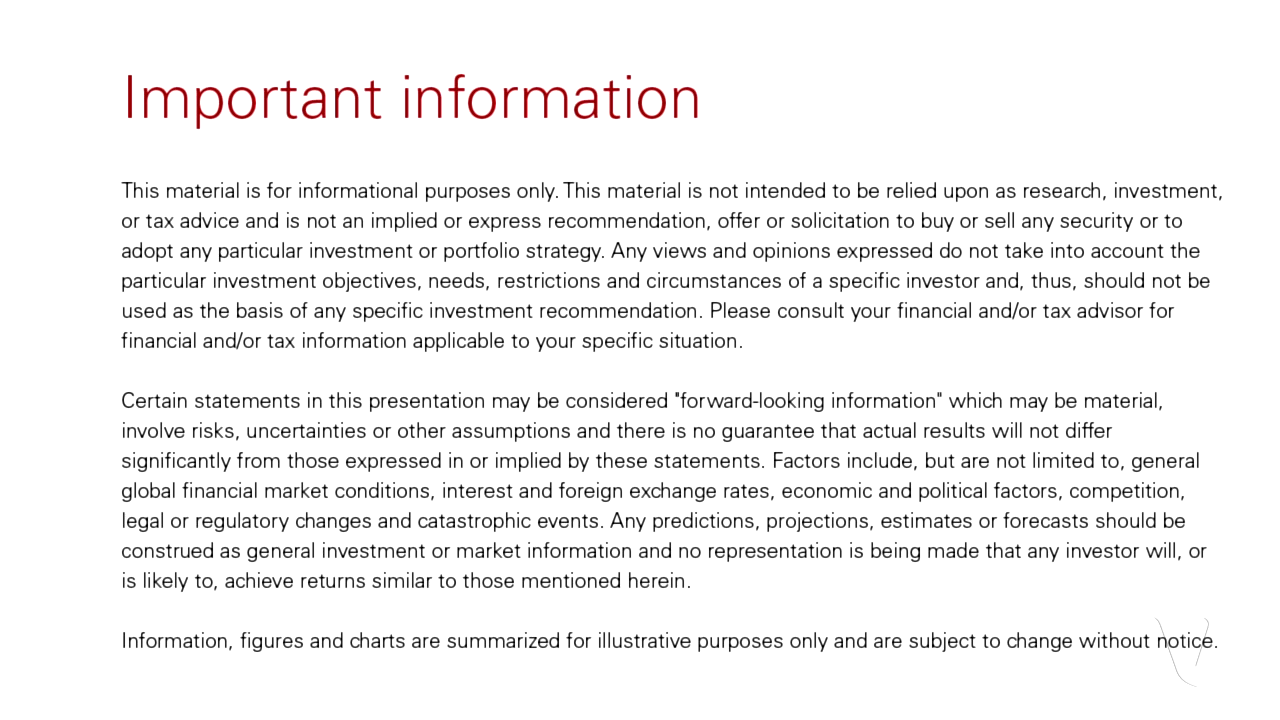 Important information
This material is for informational purposes only. This material is not intended to be relied upon as research, investment,
or tax advice and is not an implied or express recommendation, offer or solicitation to buy or sell any security or to
adopt any particular investment or portfolio strategy. Any views and opinions expressed do not take into account the
particular investment objectives, needs, restrictions and circumstances of a specific investor and, thus, should not be
used as the basis of any specific investment recommendation. Please consult your financial and/or tax advisor for
financial and/or tax information applicable to your specific situation.
Certain statements in this presentation may be considered "forward-looking information" which may be material,
involve risks, uncertainties or other assumptions and there is no guarantee that actual results will not differ
significantly from those expressed in or implied by these statements. Factors include, but are not limited to, general
global financial market conditions, interest and foreign exchange rates, economic and political factors, competition,
legal or regulatory changes and catastrophic events. Any predictions, projections, estimates or forecasts should be
construed as general investment or market information and no representation is being made that any investor will, or
is likely to, achieve returns similar to those mentioned herein.
Information, figures and charts are summarized for illustrative purposes only and are subject to change without notice.